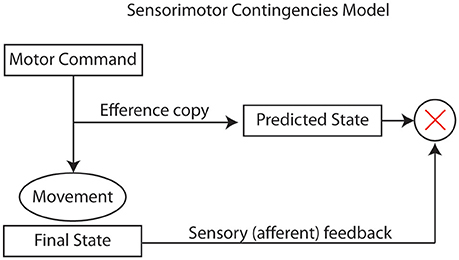 Sensorimotor Contingencies Model
Motor Command
Efference copy
Predicted State
Movement
Final State
Sensory (afferent) feedback